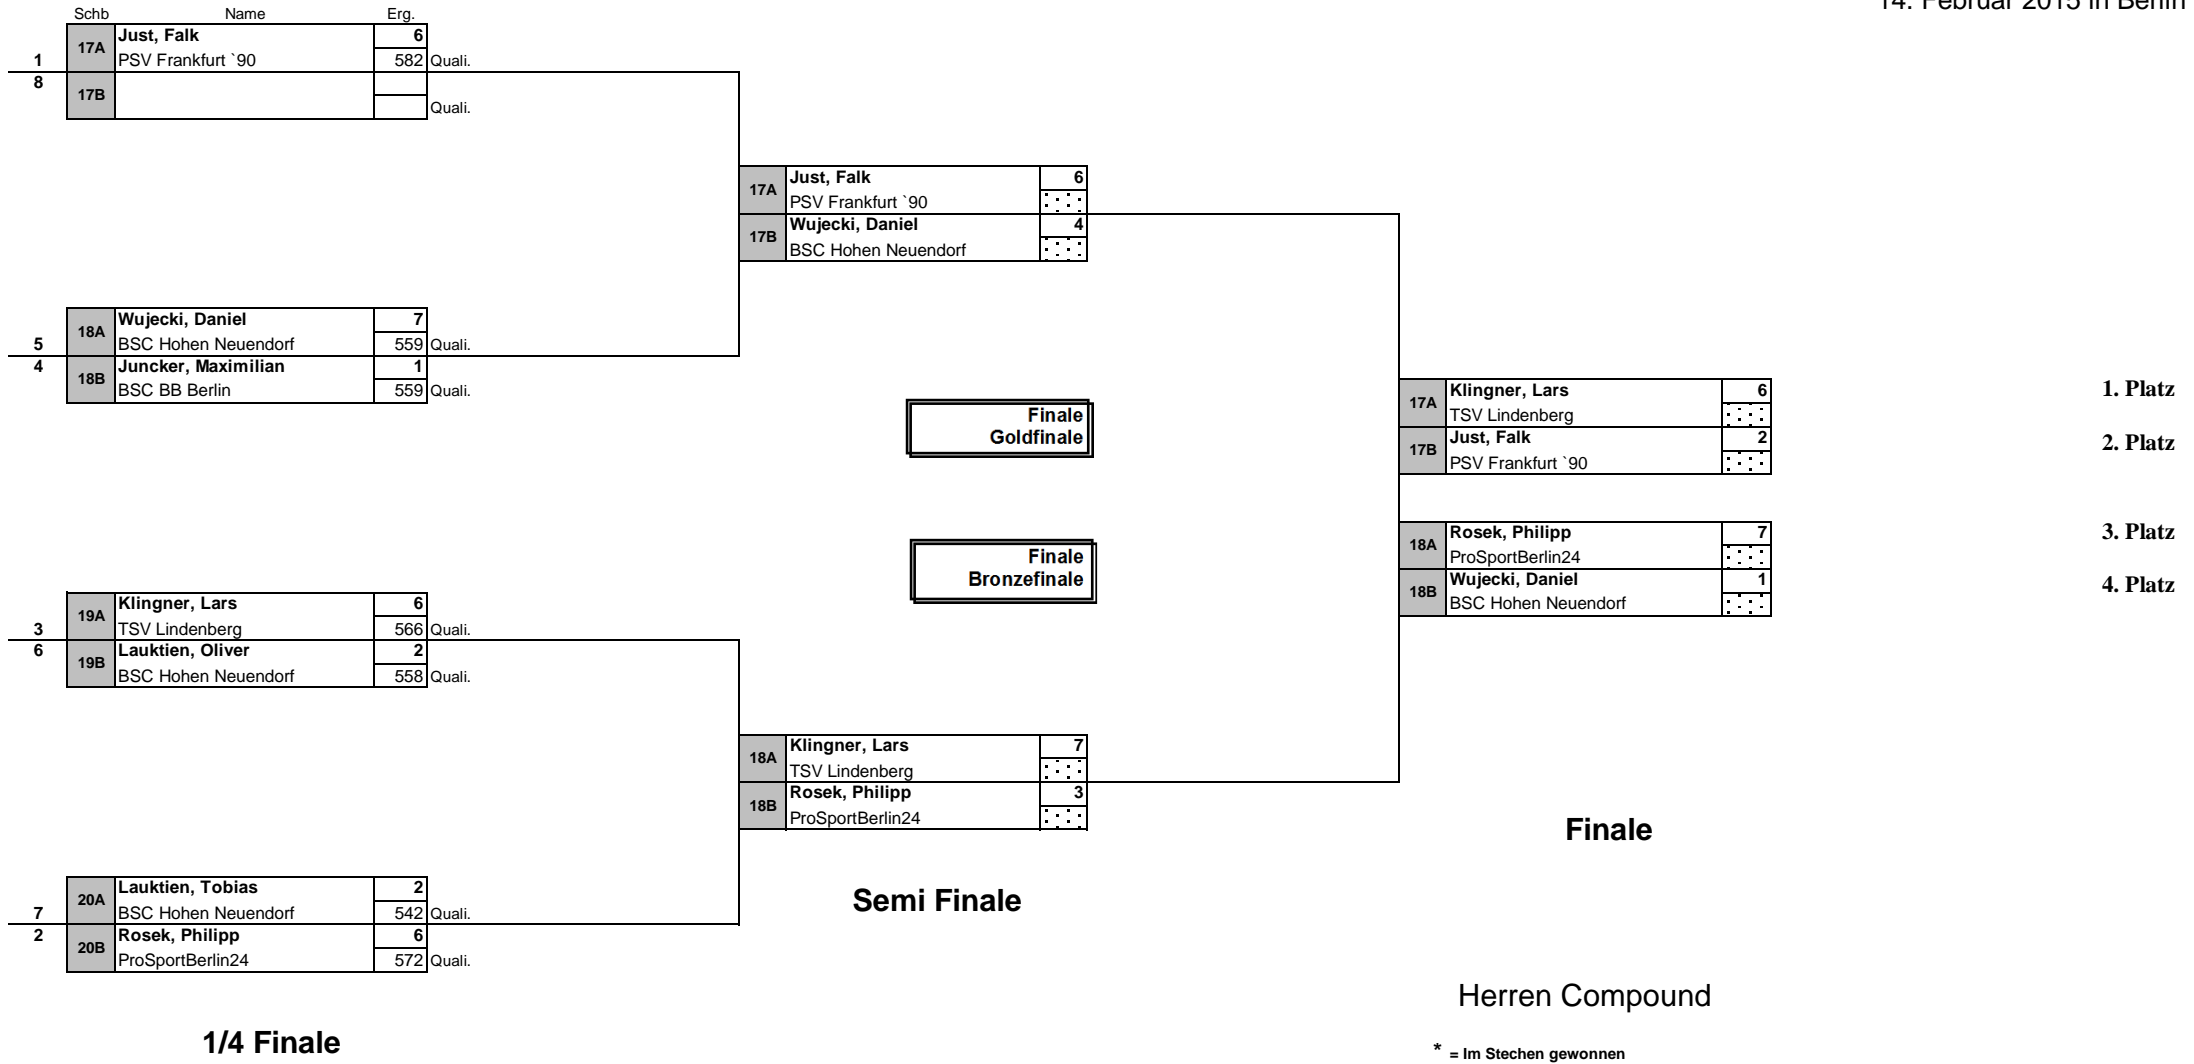 14. Februar 2015 in Berlin
Schb Name Erg.
17A Just, Falk 6
1 PSV Frankfurt `90 582 Quali.
8 17B
Quali.
18A Wujecki, Daniel 7
5 BSC Hohen Neuendorf 559 Quali.
4 18B Juncker, Maximilian 1
BSC BB Berlin 559 Quali.
19A Klingner, Lars 6
3 TSV Lindenberg 566 Quali.
6 19B Lauktien, Oliver 2
BSC Hohen Neuendorf 558 Quali.
20A Lauktien, Tobias 2
7 BSC Hohen Neuendorf 542 Quali.
2 20B Rosek, Philipp 6
ProSportBerlin24 572 Quali.
1/4 Finale
17A Just, Falk 6
PSV Frankfurt `90
17B Wujecki, Daniel 4
BSC Hohen Neuendorf
Finale
Goldfinale
Finale
Bronzefinale
18A Klingner, Lars 7
TSV Lindenberg
18B Rosek, Philipp 3
ProSportBerlin24
Semi Finale
17A Klingner, Lars 6 1. Platz
TSV Lindenberg
17B Just, Falk 2 2. Platz
PSV Frankfurt `90
18A Rosek, Philipp 7 3. Platz
ProSportBerlin24
18B Wujecki, Daniel 1 4. Platz
BSC Hohen Neuendorf
Finale
Herren Compound
* = Im Stechen gewonnen